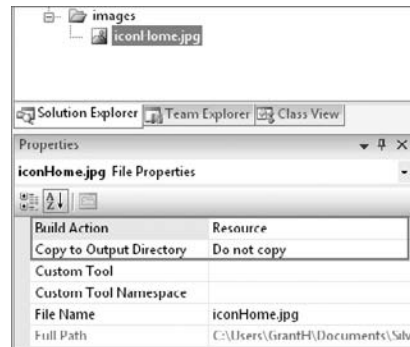 images
iconHome.jpg
Solution Explorer Team Explorer Class View
Properties
iconHome.jpg File Properties
Build Action Resource
Copy to Output Directory Do not copy
Custom Tool
Custom Tool Namespace
File Name iconHome.jpg
Full Path C:\Users\GrantH\Documents\Silv